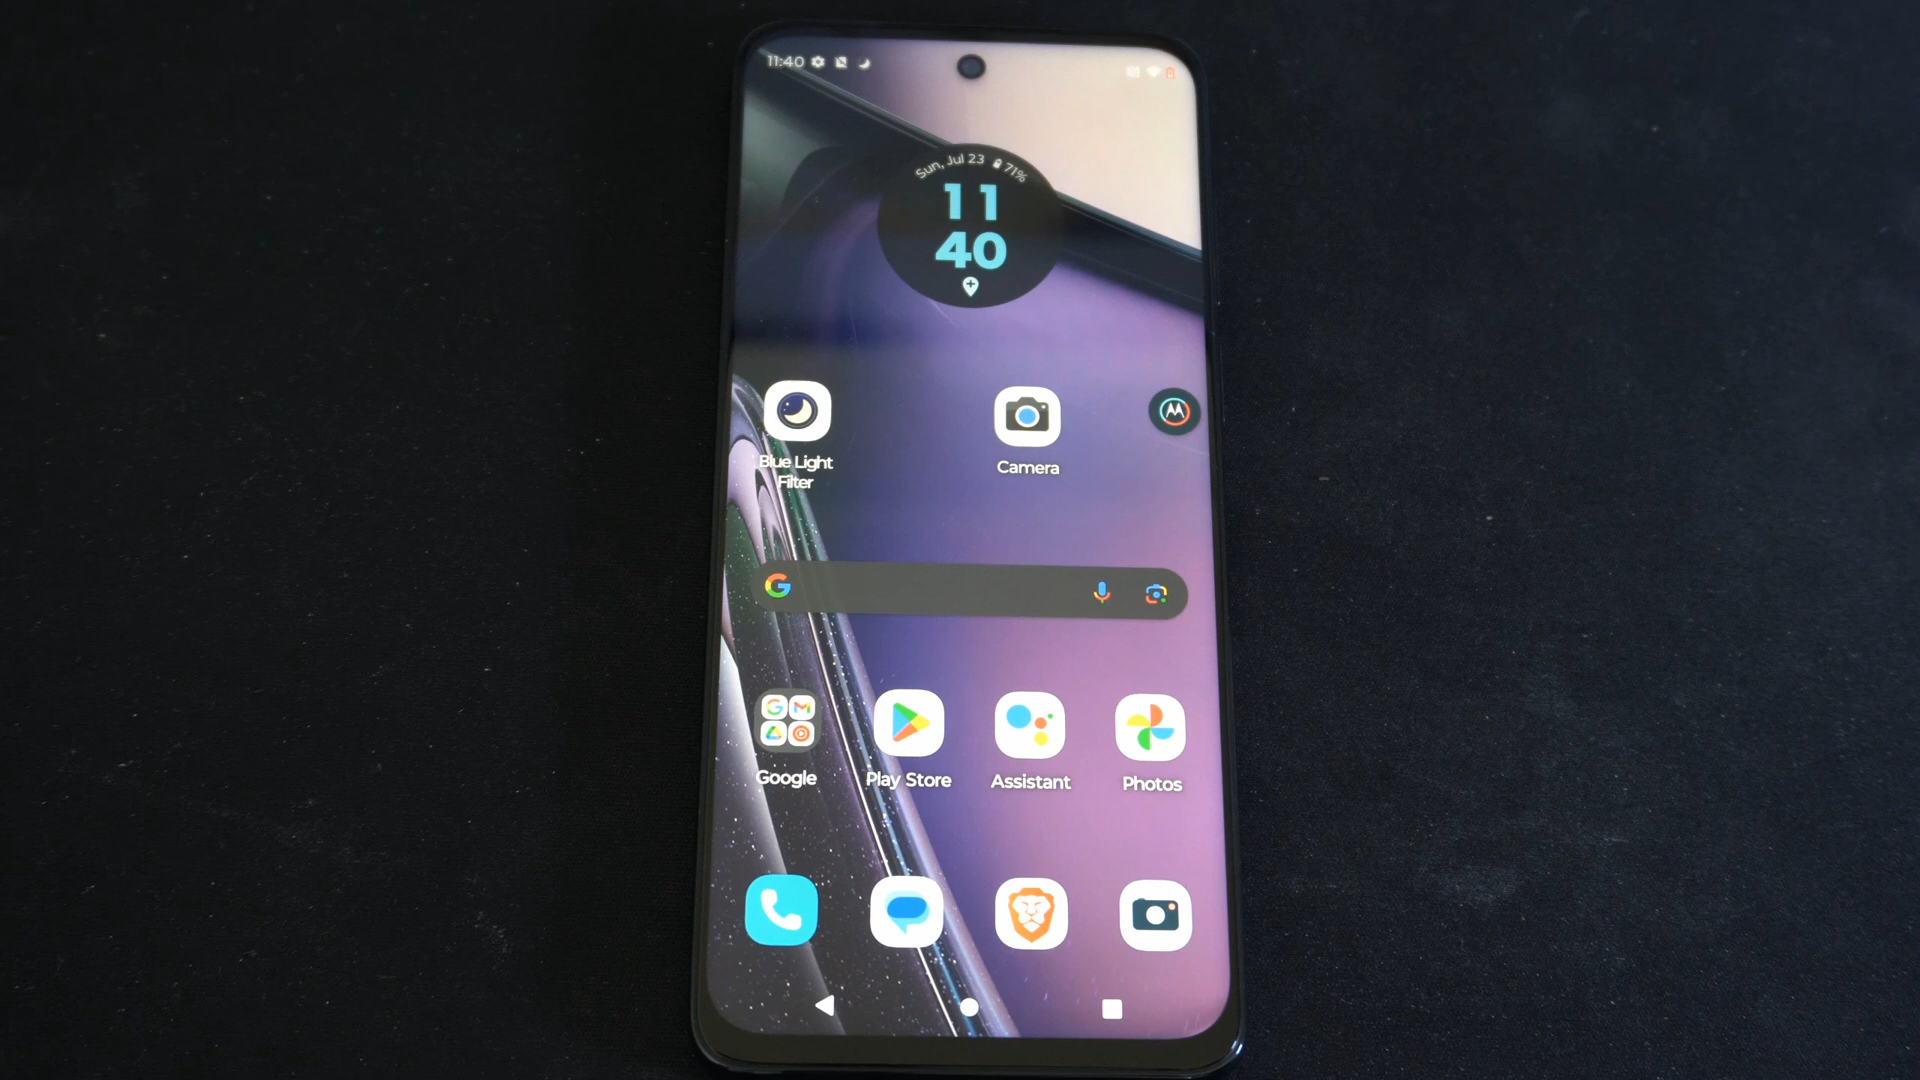 11:40
Sun, Jul 23 71%
11
40
Blue Light
Filter
Camera
Google
Play Store
Assistant
Photos